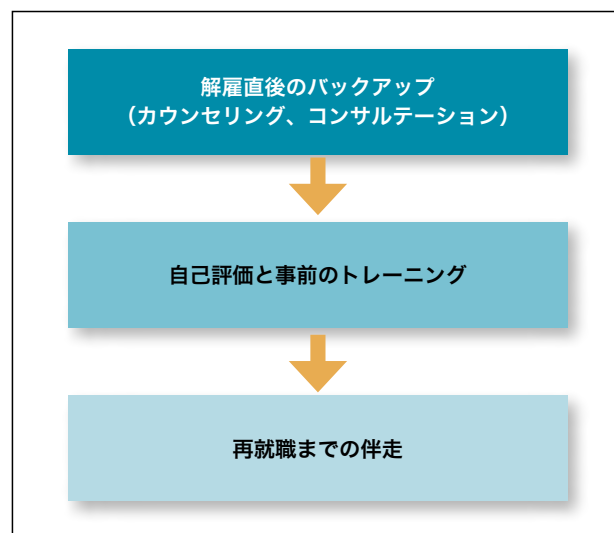 解雇直後のバックアップ
（カウンセリング、コンサルテーション）
自己評価と事前のトレーニング
再就職までの伴走